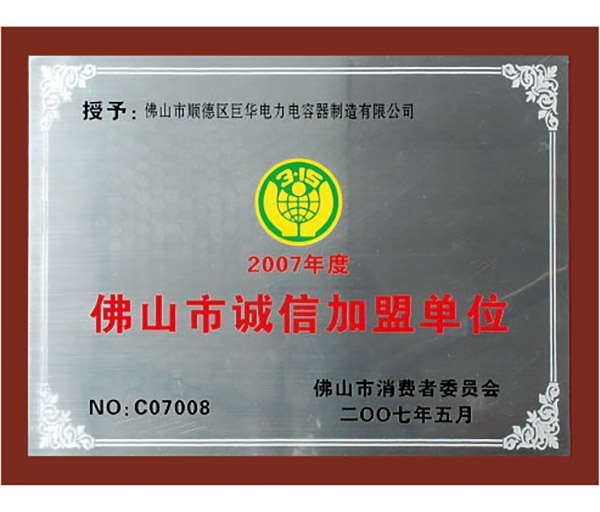 授予：佛山市顺德区巨华电力电容器制造有限公司
3·15
2007年度
佛山市诚信加盟单位
佛山市消费者委员会
NO: C07008
二〇〇七年五月